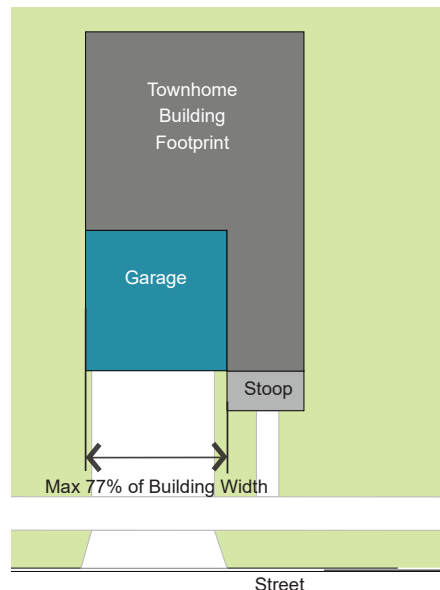 Townhome
Building
Footprint
Garage
Stoop
Max 77% of Building Width
Street